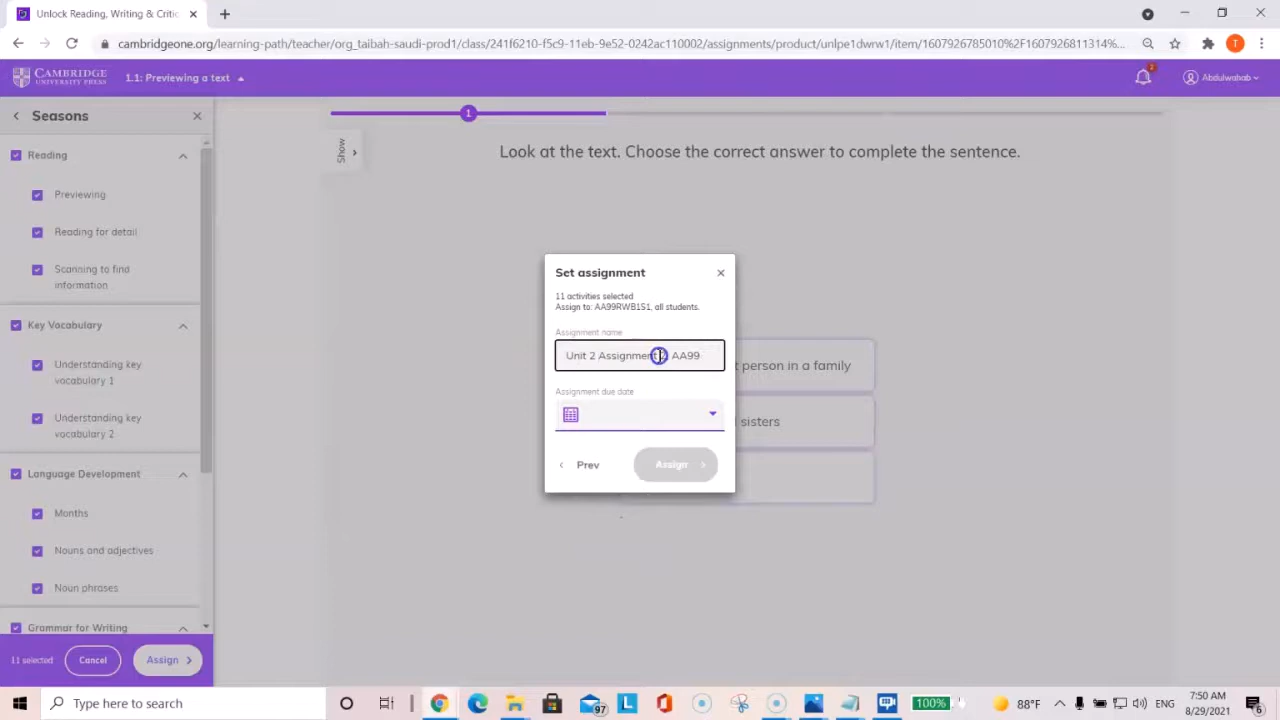 Unlock Reading, Writing & Critic
cambridgeone.org/learning-path/teacher/org_taibah-saudi-prod1/class/241f6210-f5c9-11eb-9e52-0242ac110002/assignments/product/unlpe1dwrw1/item/1607926785010%2F1607926811314%...
CAMBRIDGE
UNIVERSITY PRESS
1.1: Previewing a text
2
Abdulwahab
Seasons
1
Show
Look at the text. Choose the correct answer to complete the sentence.
Reading
Previewing
Reading for detail
Scanning to find
information
Key Vocabulary
Understanding key
vocabulary 1
Understanding key
vocabulary 2
Language Development
Months
Nouns and adjectives
Noun phrases
Grammar for Writing
11 selected
Cancel
Assign
Set assignment
11 activities selected
Assign to: AA99RWB1S1, all students.
Assignment name
Unit 2 Assignment AA99
Assignment due date
Prev
Assign
person in a family
sisters
Type here to search
97
100%
88°F
ENG
7:50 AM
8/29/2021
6